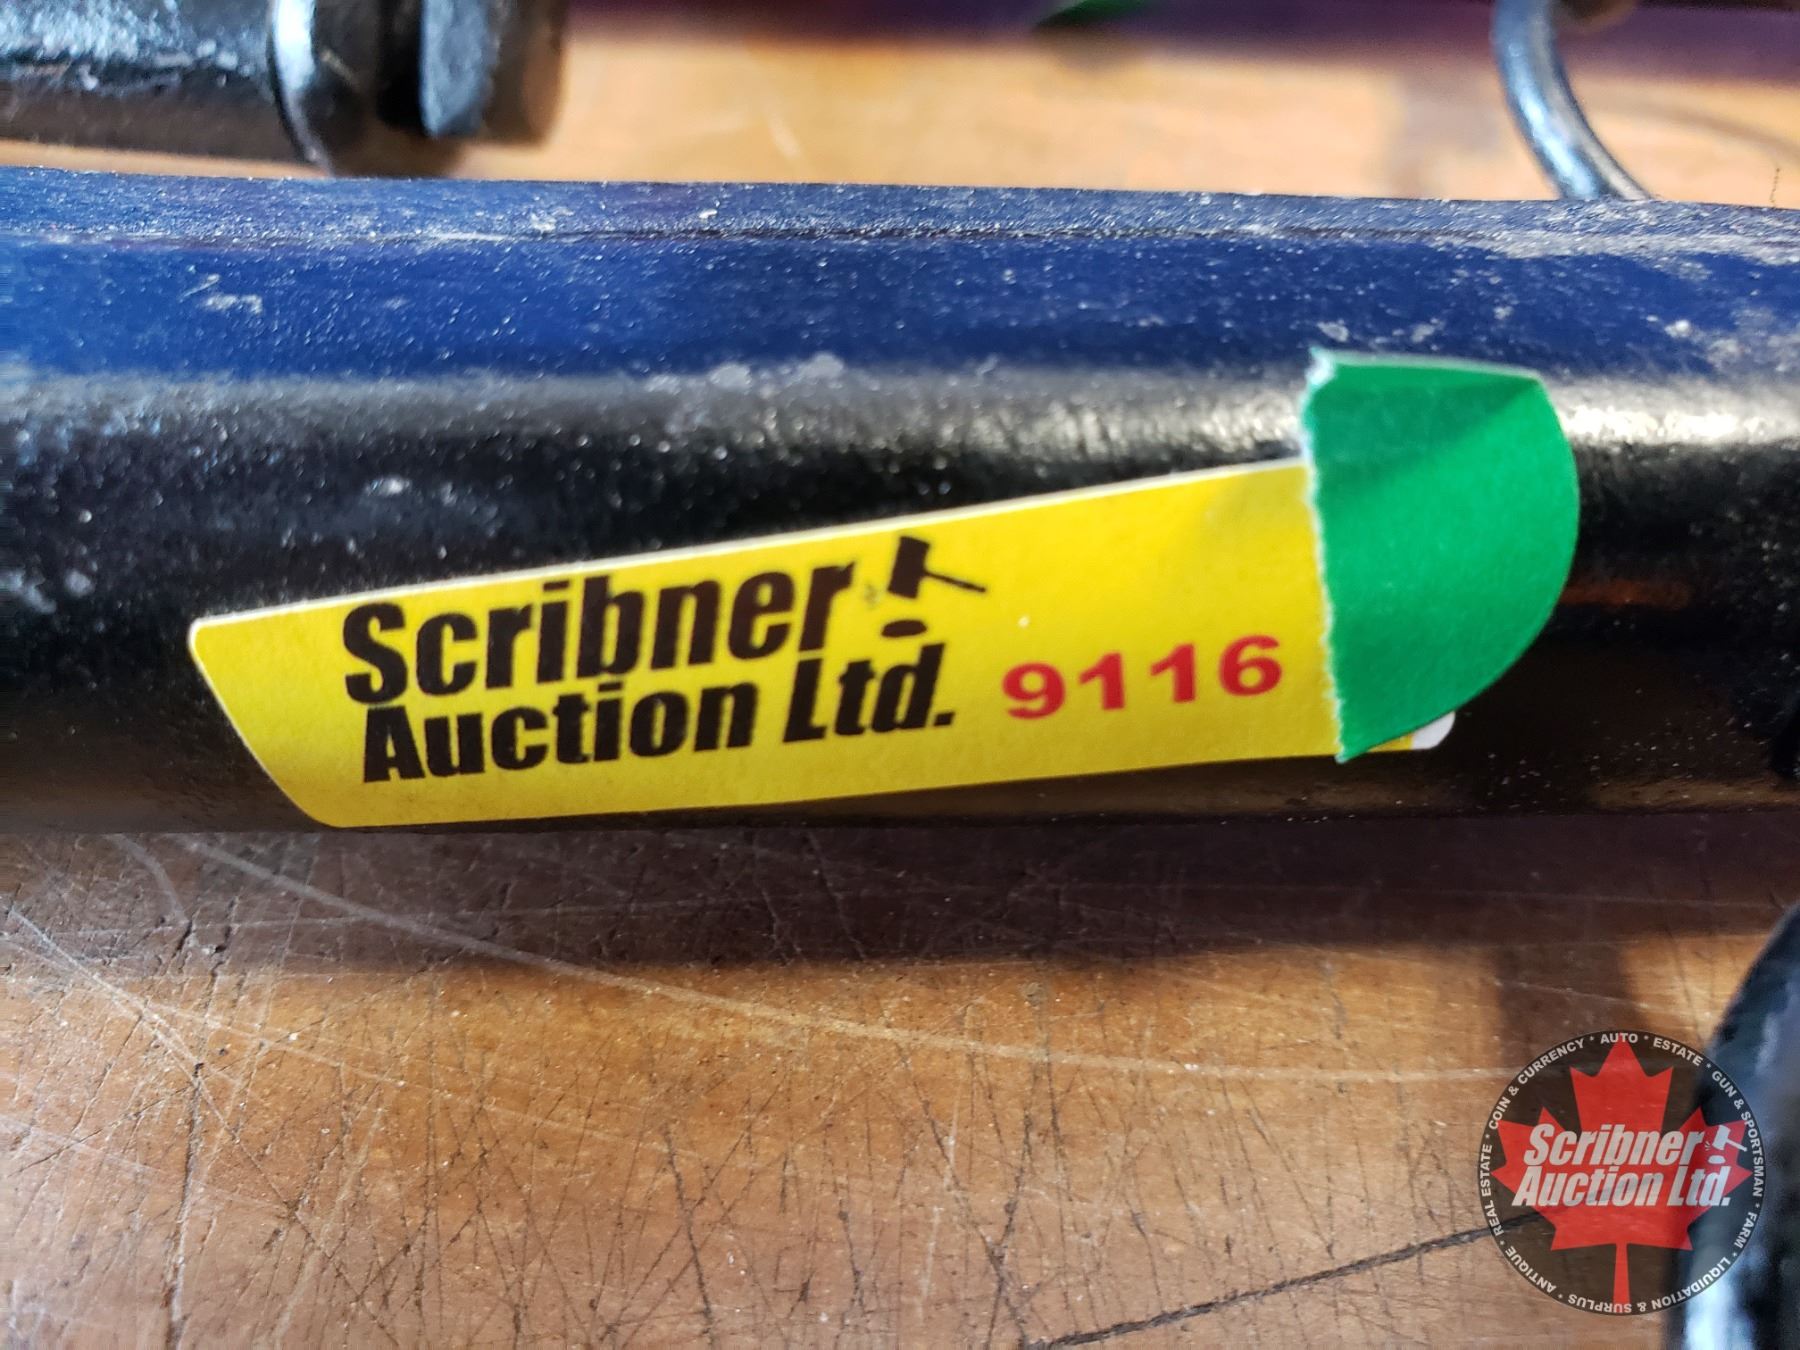 Scribner
Auction Ltd. 9116
COIN & CURRENCY * AUTO * ESTATE * GUN & SPORTSMAN * FARM * LIQUIDATION & SURPLUS * ANTIQUE * REAL ESTATE *
Scribner
Auction Ltd.